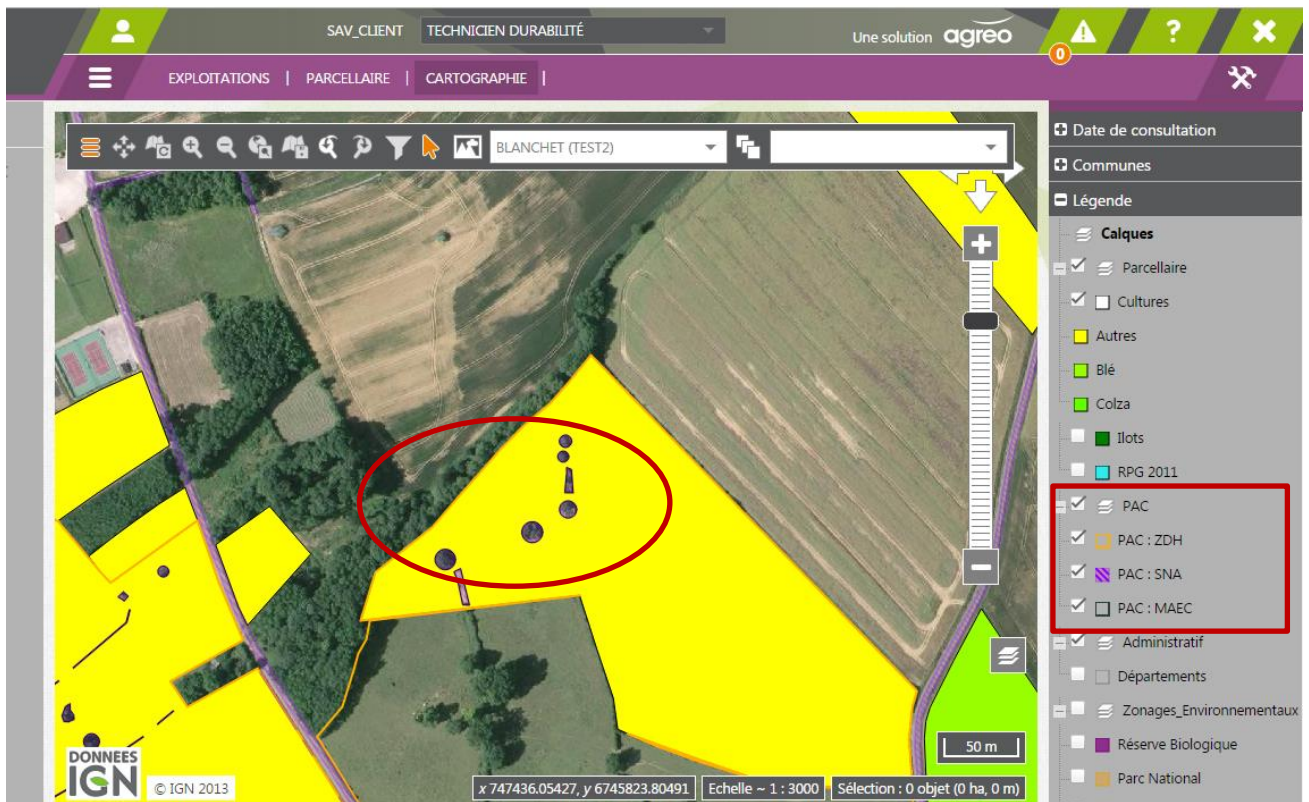 SAV_CLIENT TECHNICIEN DURABILITÉ Une solution agreo 0 ?
EXPLOITATIONS | PARCELLAIRE | CARTOGRAPHIE |
BLANCHET (TEST2)
Date de consultation
Communes
Légende
Calques
Parcellaire
Cultures
Autres
Blé
Colza
Ilots
RPG 2011
PAC
PAC : ZDH
PAC : SNA
PAC : MAEC
Administratif
Départements
Zonages_Environnementaux
Réserve Biologique
Parc National
50 m
DONNEES
IGN © IGN 2013
x 747436.05427, y 6745823.80491 Echelle ~ 1 : 3000 Sélection : 0 objet (0 ha, 0 m)